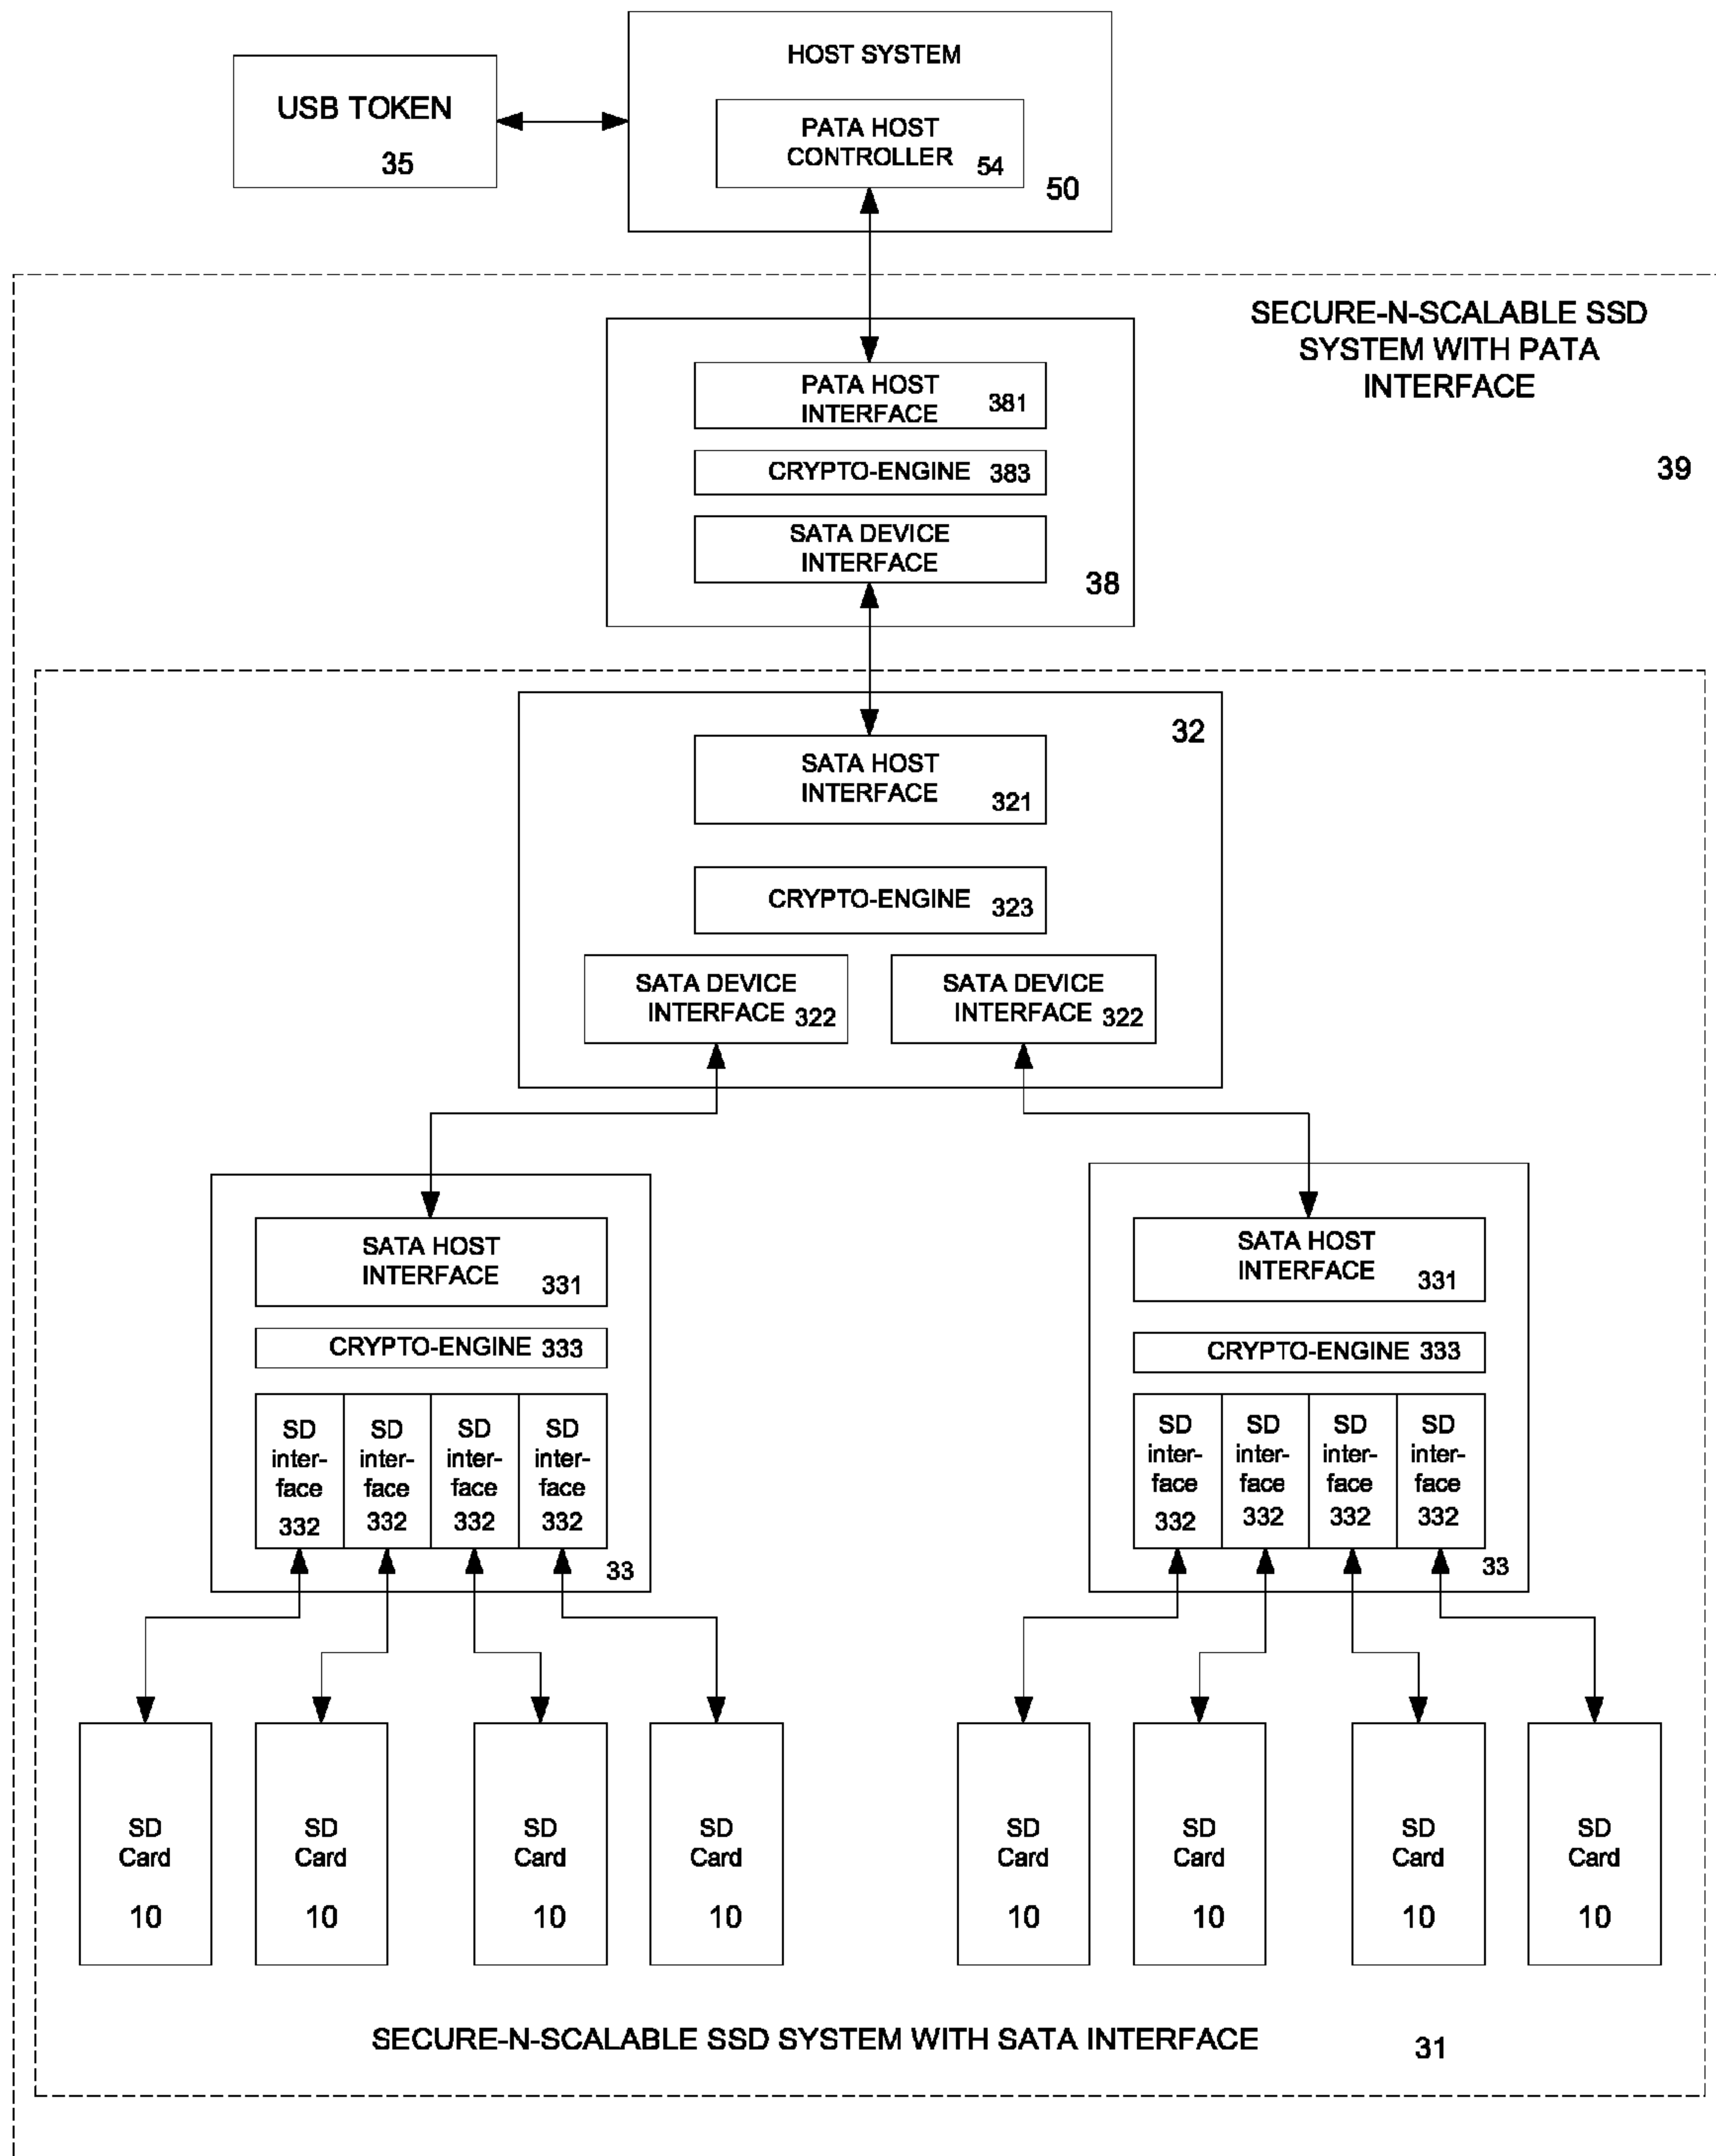 HOST SYSTEM
USB TOKEN
35
PATA HOST
CONTROLLER 54
50
SECURE-N-SCALABLE SSD
SYSTEM WITH PATA
INTERFACE
39
PATA HOST
INTERFACE 381
CRYPTO-ENGINE 383
SATA DEVICE
INTERFACE
38
32
SATA HOST
INTERFACE 321
CRYPTO-ENGINE 323
SATA DEVICE
INTERFACE 322
SATA DEVICE
INTERFACE 322
SATA HOST
INTERFACE 331
CRYPTO-ENGINE 333
SD
inter-
face
332
SD
inter-
face
332
SD
inter-
face
332
SD
inter-
face
332
33
SATA HOST
INTERFACE 331
CRYPTO-ENGINE 333
SD
inter-
face
332
SD
inter-
face
332
SD
inter-
face
332
SD
inter-
face
332
33
SD
Card
10
SD
Card
10
SD
Card
10
SD
Card
10
SD
Card
10
SD
Card
10
SD
Card
10
SD
Card
10
SECURE-N-SCALABLE SSD SYSTEM WITH SATA INTERFACE 31